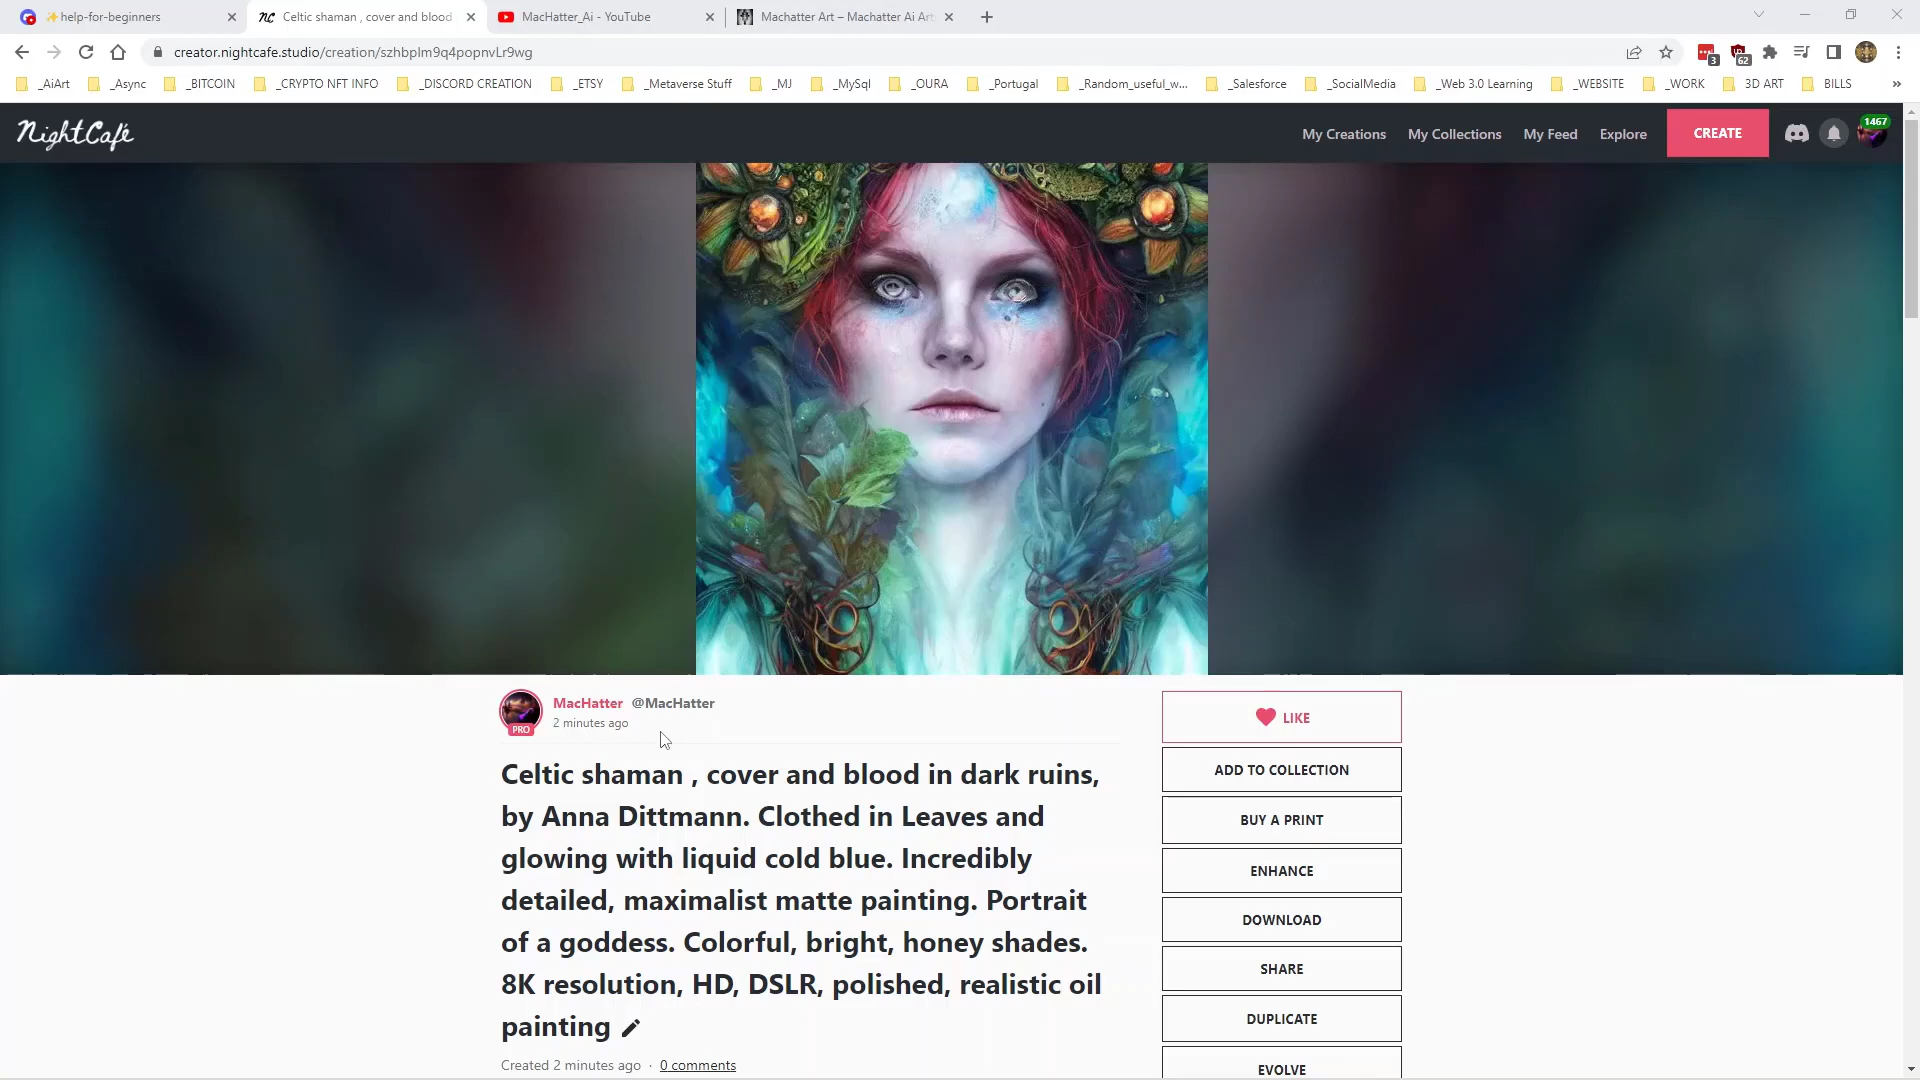 ✨help-for-beginners
Celtic shaman , cover and blood
MacHatter_Ai - YouTube
Machatter Art – Machatter Ai Art
creator.nightcafe.studio/creation/szhbplm9q4popnvLr9wg
3
62
_AiArt
_Async
_BITCOIN
_CRYPTO NFT INFO
_DISCORD CREATION
_ETSY
_Metaverse Stuff
_MJ
_MySql
_OURA
_Portugal
_Random_useful_w...
_Salesforce
_SocialMedia
_Web 3.0 Learning
_WEBSITE
_WORK
3D ART
BILLS
NightCafé
My Creations
My Collections
My Feed
Explore
CREATE
1467
MacHatter @MacHatter
2 minutes ago
PRO
Celtic shaman , cover and blood in dark ruins,
by Anna Dittmann. Clothed in Leaves and
glowing with liquid cold blue. Incredibly
detailed, maximalist matte painting. Portrait
of a goddess. Colorful, bright, honey shades.
8K resolution, HD, DSLR, polished, realistic oil
painting
Created 2 minutes ago · 0 comments
LIKE
ADD TO COLLECTION
BUY A PRINT
ENHANCE
DOWNLOAD
SHARE
DUPLICATE
EVOLVE